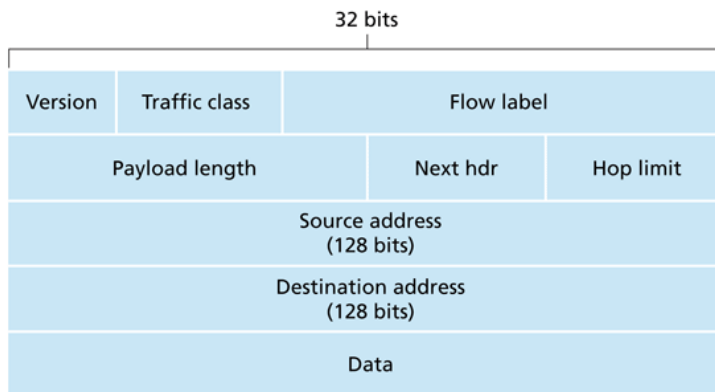 32 bits
Version Traffic class Flow label
Payload length Next hdr Hop limit
Source address
(128 bits)
Destination address
(128 bits)
Data